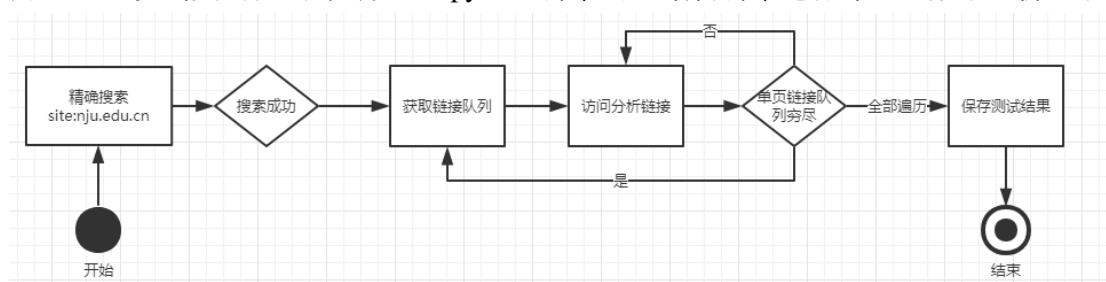 py
否
精确搜索
site:nju.edu.cn
搜索成功
获取链接队列
访问分析链接
单页链接队
列穷尽
全部遍历
保存测试结果
是
开始
结束